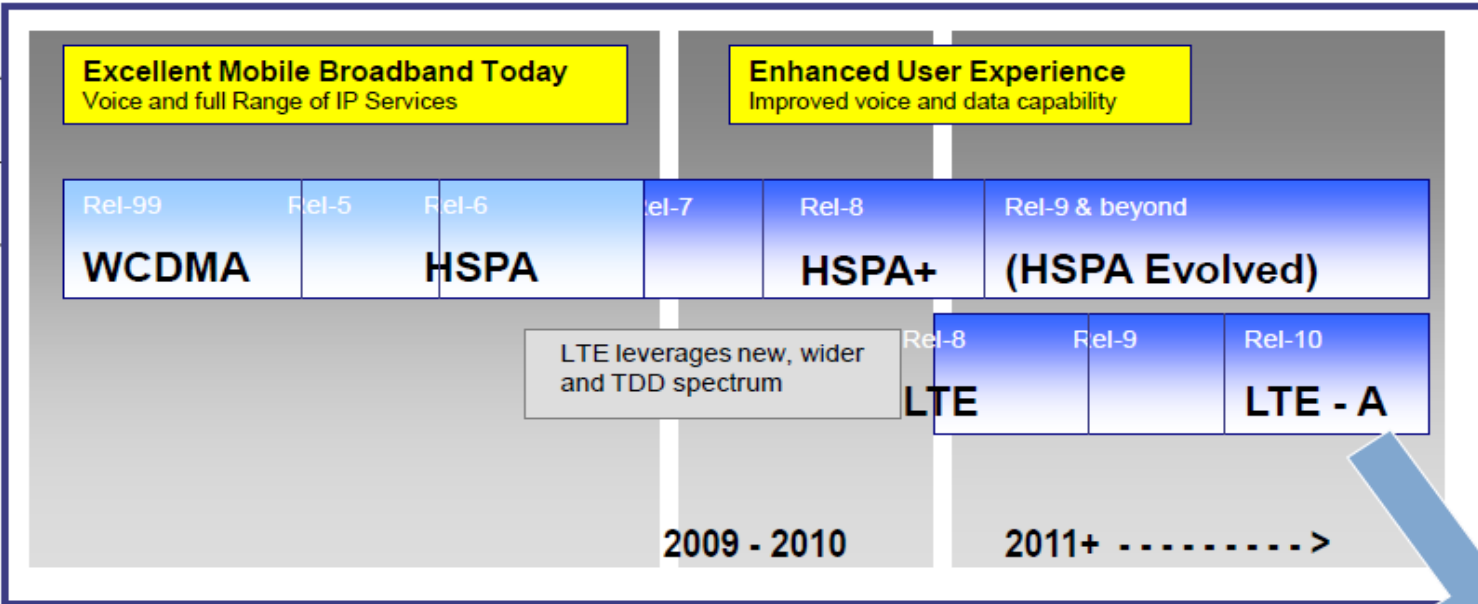 Excellent Mobile Broadband Today
Voice and full Range of IP Services
Enhanced User Experience
Improved voice and data capability
Rel-99 Rel-5 Rel-6 el-7 Rel-8 Rel-9 & beyond
WCDMA HSPA HSPA+ (HSPA Evolved)
LTE leverages new, wider
and TDD spectrum
Rel-8 Rel-9 Rel-10
LTE LTE - A
2009 - 2010 2011+ - - - - - - - - - >